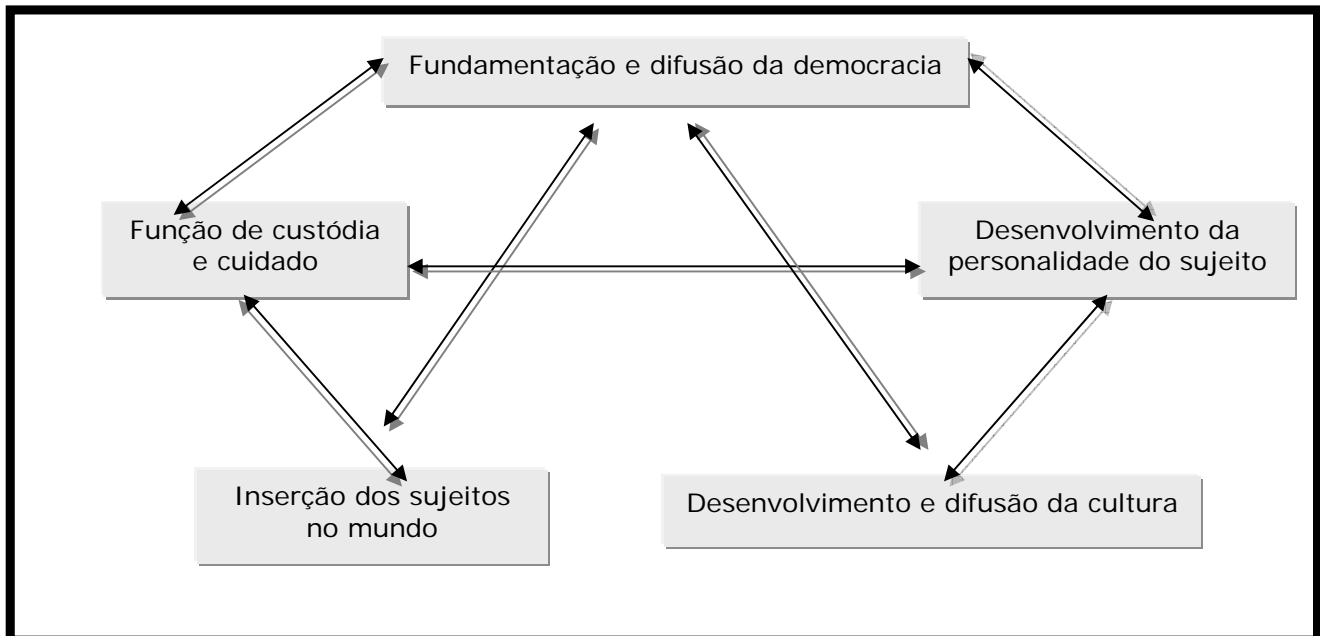 Fundamentação e difusão da democracia
Função de custódia
e cuidado
Desenvolvimento da
personalidade do sujeito
Inserção dos sujeitos
no mundo
Desenvolvimento e difusão da cultura